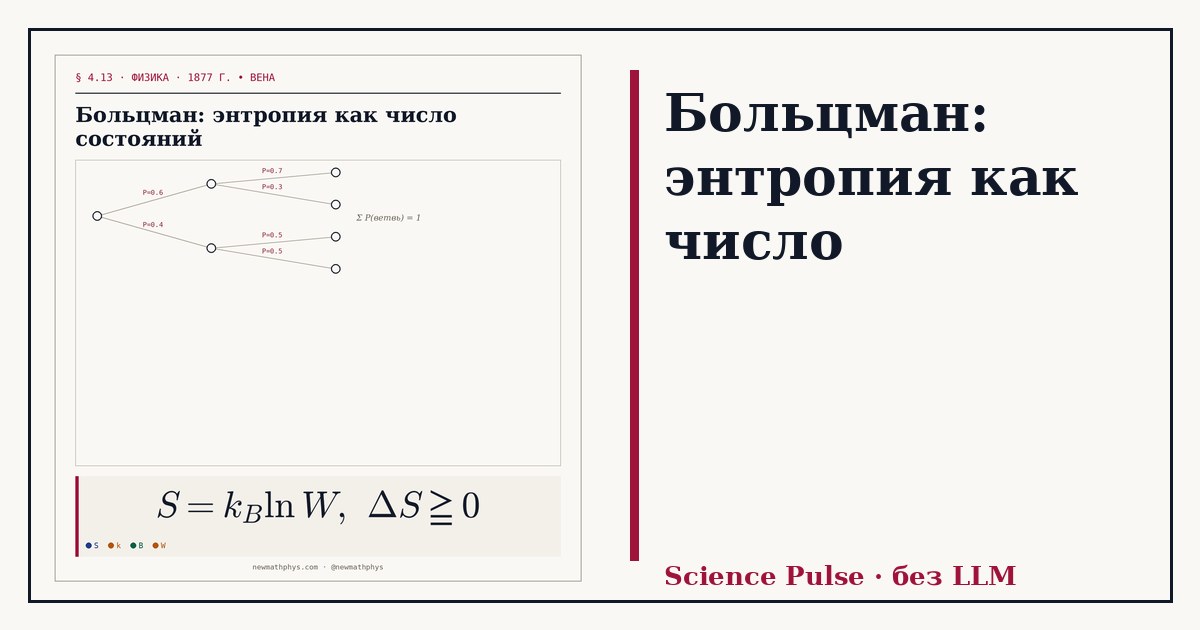 § 4.13 · ФИЗИКА · 1877 Г. • ВЕНА
Больцман: энтропия как число
состояний
P=0.7
P=0.6
P=0.3
Σ P(ветвь) = 1
P=0.4
P=0.5
P=0.5
S = k_B ln W, ΔS ≧ 0
S k B W
newmathphys.com · @newmathphys
Больцман:
энтропия как
число
Science Pulse · без LLM